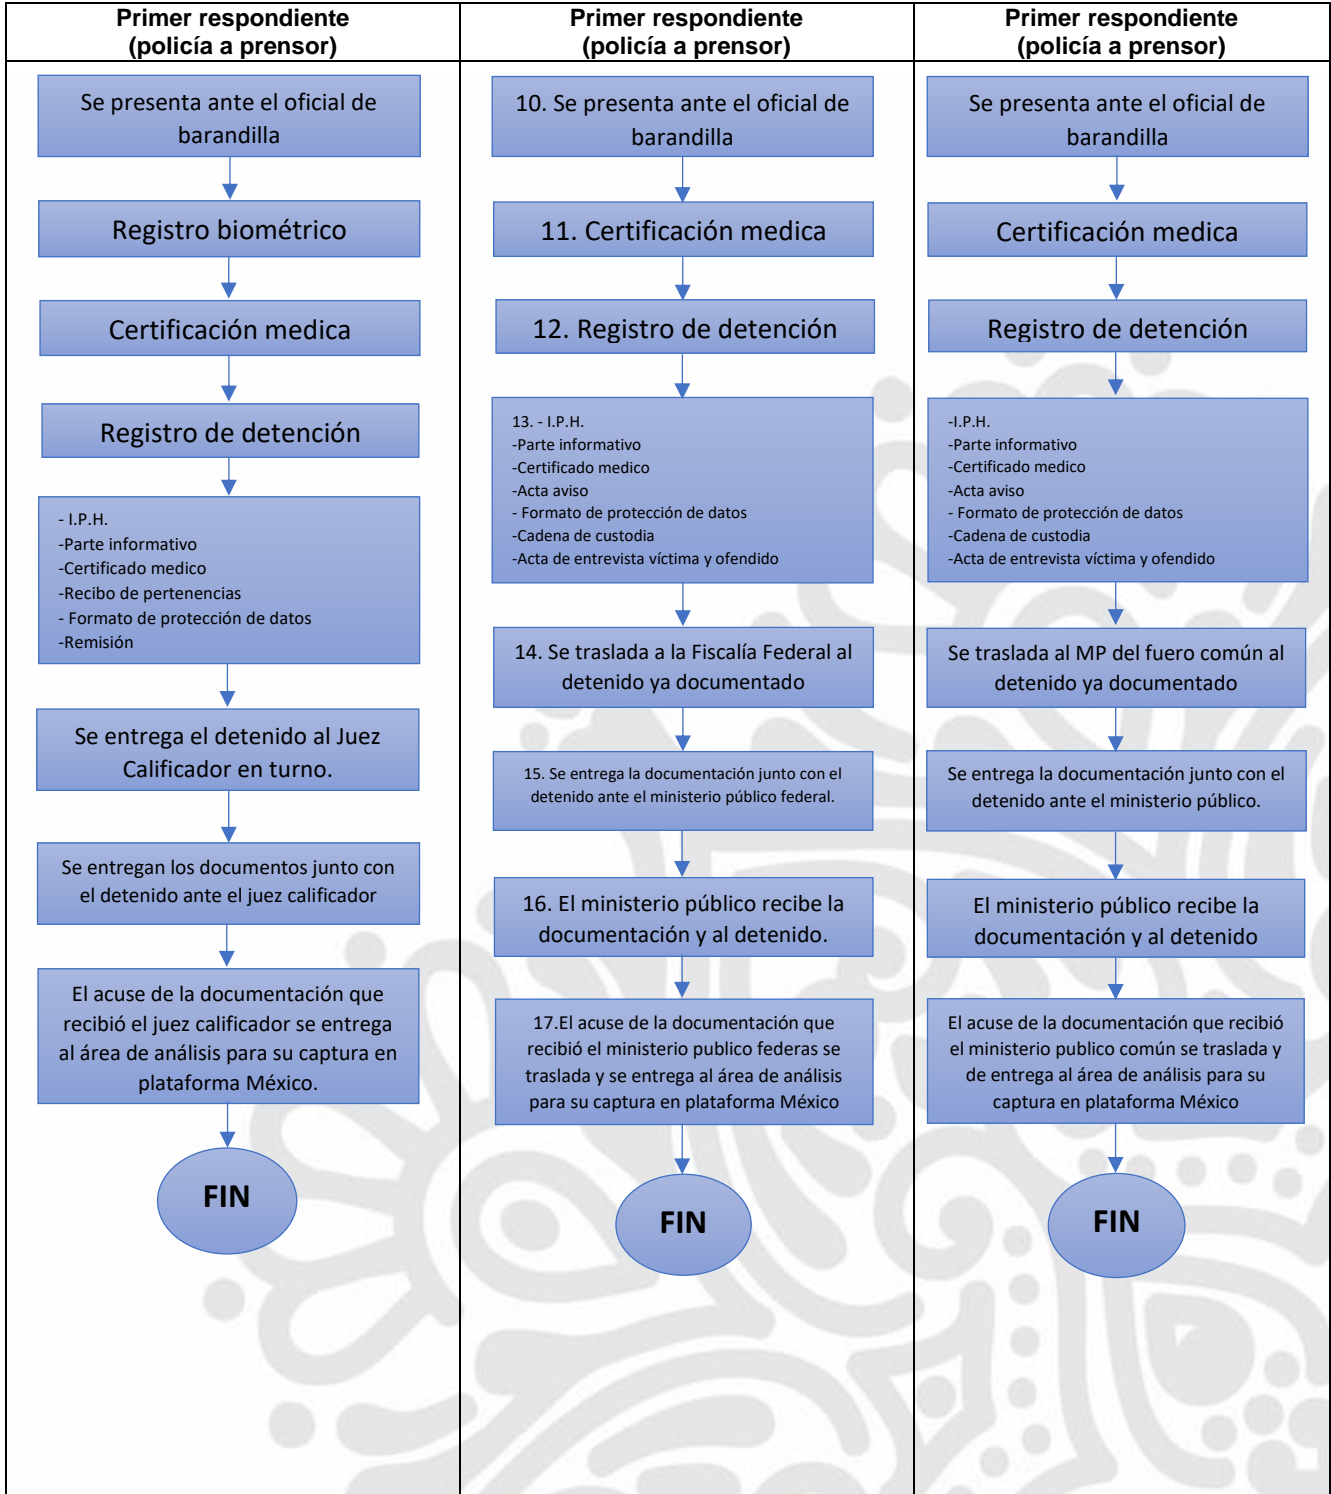 Primer respondiente
(policía a prensor)
Se presenta ante el oficial de
barandilla
Registro biométrico
Certificación medica
Registro de detención
- I.P.H.
-Parte informativo
-Certificado medico
-Recibo de pertenencias
- Formato de protección de datos
-Remisión
Se entrega el detenido al Juez
Calificador en turno.
Se entregan los documentos junto con
el detenido ante el juez calificador
El acuse de la documentación que
recibió el juez calificador se entrega
al área de análisis para su captura en
plataforma México.
FIN
Primer respondiente
(policía a prensor)
10. Se presenta ante el oficial de
barandilla
11. Certificación medica
12. Registro de detención
13. - I.P.H.
-Parte informativo
-Certificado medico
-Acta aviso
- Formato de protección de datos
-Cadena de custodia
-Acta de entrevista víctima y ofendido
14. Se traslada a la Fiscalía Federal al
detenido ya documentado
15. Se entrega la documentación junto con el
detenido ante el ministerio público federal.
16. El ministerio público recibe la
documentación y al detenido.
17.El acuse de la documentación que
recibió el ministerio publico federas se
traslada y se entrega al área de análisis
para su captura en plataforma México
FIN
Primer respondiente
(policía a prensor)
Se presenta ante el oficial de
barandilla
Certificación medica
Registro de detención
-I.P.H.
-Parte informativo
-Certificado medico
-Acta aviso
- Formato de protección de datos
-Cadena de custodia
-Acta de entrevista víctima y ofendido
Se traslada al MP del fuero común al
detenido ya documentado
Se entrega la documentación junto con el
detenido ante el ministerio público.
El ministerio público recibe la
documentación y al detenido
El acuse de la documentación que recibió
el ministerio publico común se traslada y
de entrega al área de análisis para su
captura en plataforma México
FIN